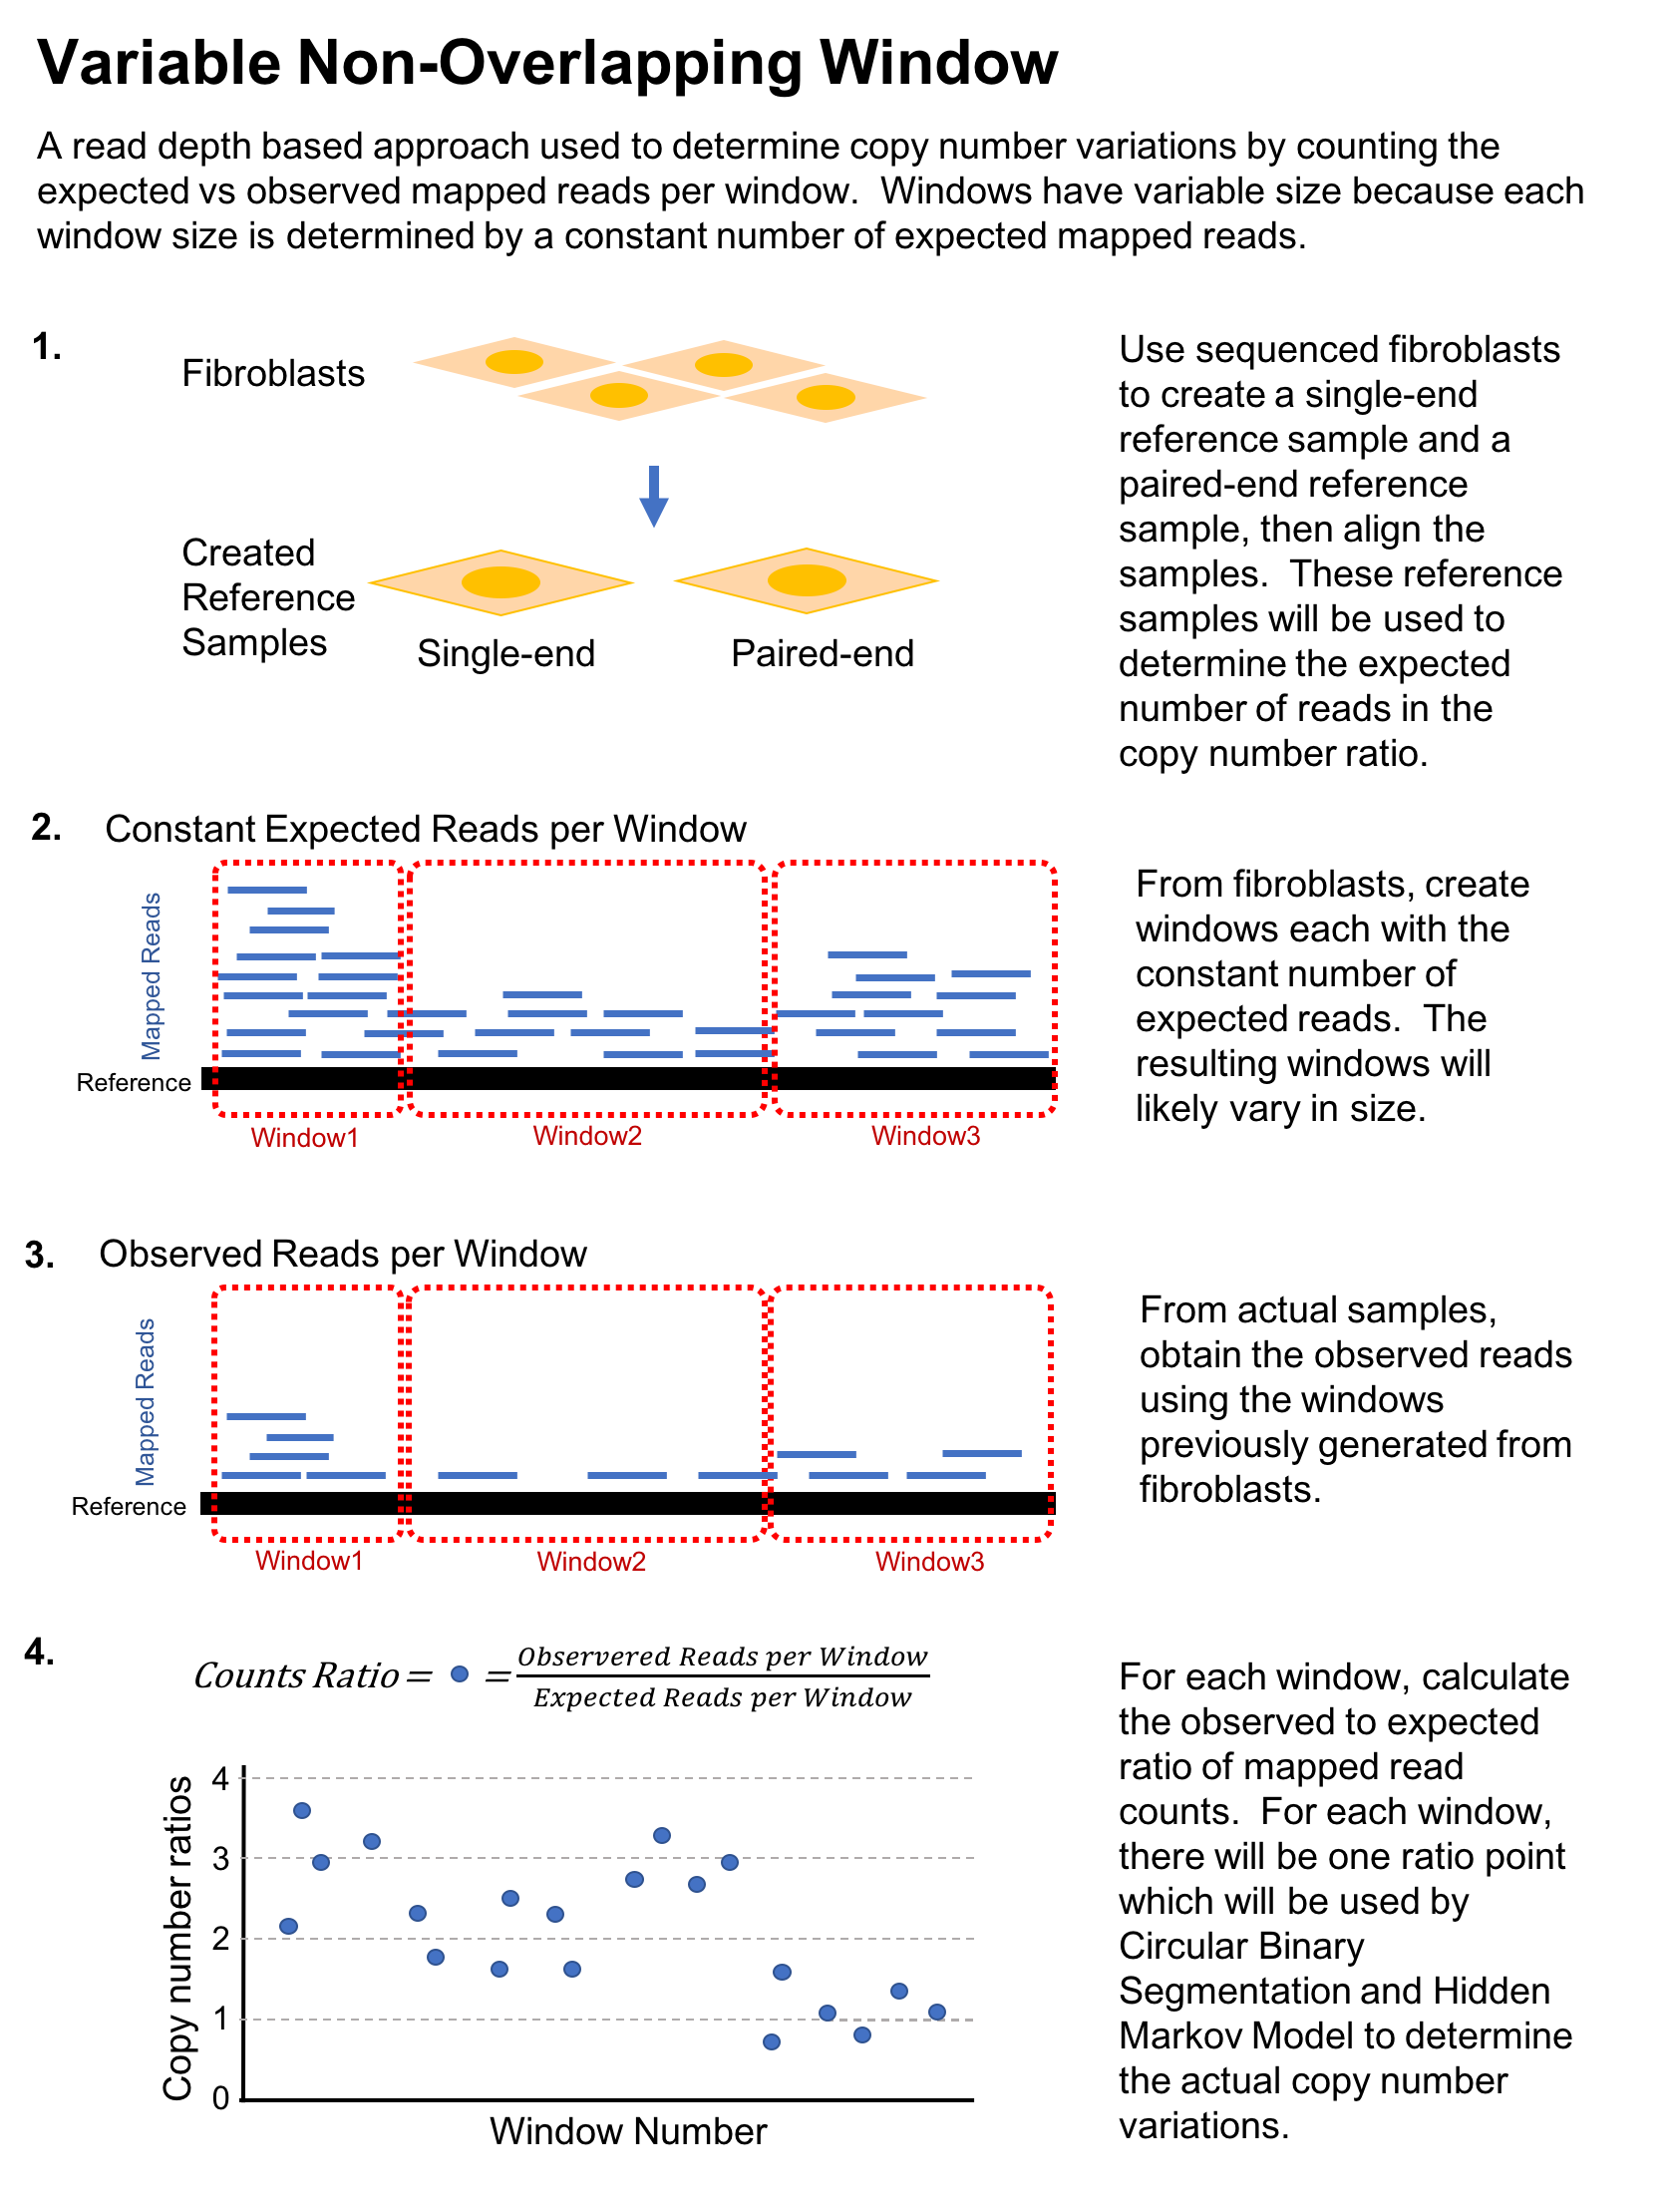 Variable Non-Overlapping Window
A read depth based approach used to determine copy number variations by counting the
expected vs observed mapped reads per window.  Windows have variable size because each
window size is determined by a constant number of expected mapped reads.
1.
Fibroblasts
Created
Reference
Samples
Single-end
Paired-end
Use sequenced fibroblasts
to create a single-end
reference sample and a
paired-end reference
sample, then align the
samples.  These reference
samples will be used to
determine the expected
number of reads in the
copy number ratio.
2.
Constant Expected Reads per Window
Mapped Reads
Reference
Window1
Window2
Window3
From fibroblasts, create
windows each with the
constant number of
expected reads.  The
resulting windows will
likely vary in size.
3.
Observed Reads per Window
Mapped Reads
Reference
Window1
Window2
Window3
From actual samples,
obtain the observed reads
using the windows
previously generated from
fibroblasts.
4.
Counts Ratio = = Observered Reads per Window
Expected Reads per Window
Copy number ratios
4
3
2
1
0
Window Number
For each window, calculate
the observed to expected
ratio of mapped read
counts.  For each window,
there will be one ratio point
which will be used by
Circular Binary
Segmentation and Hidden
Markov Model to determine
the actual copy number
variations.